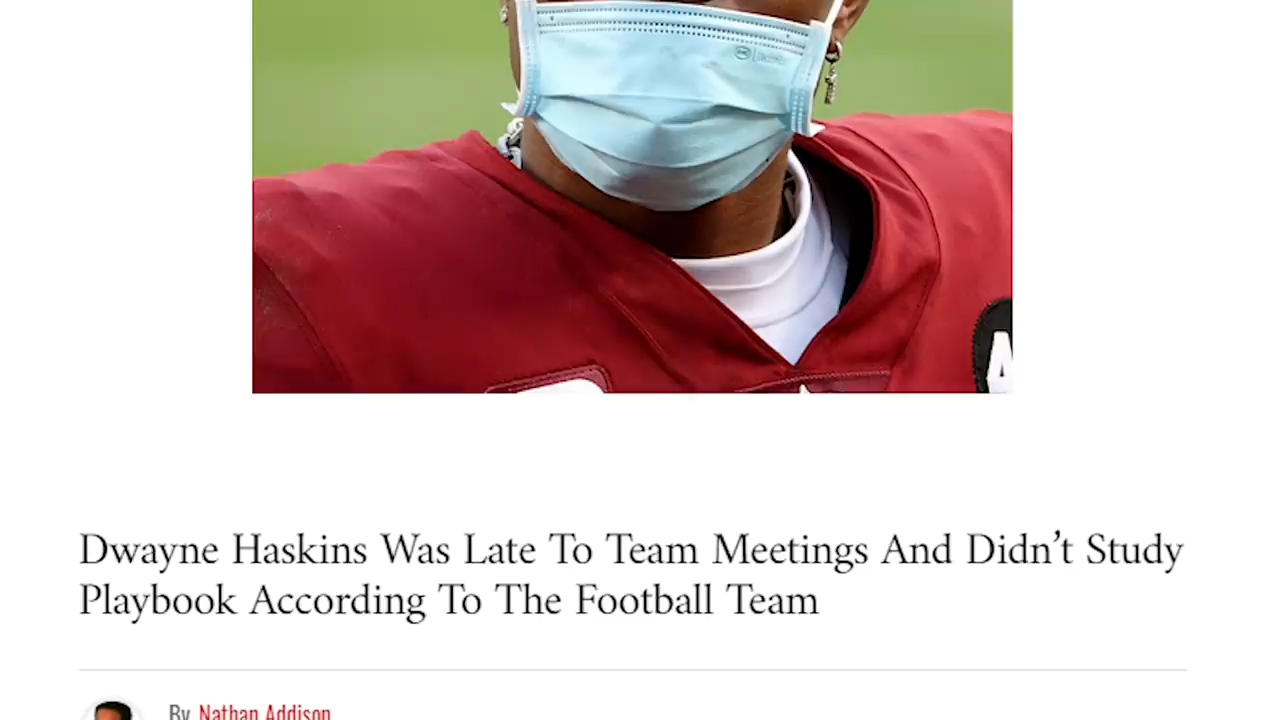 A
Dwayne Haskins Was Late To Team Meetings And Didn’t Study
Playbook According To The Football Team
By Nathan Addison